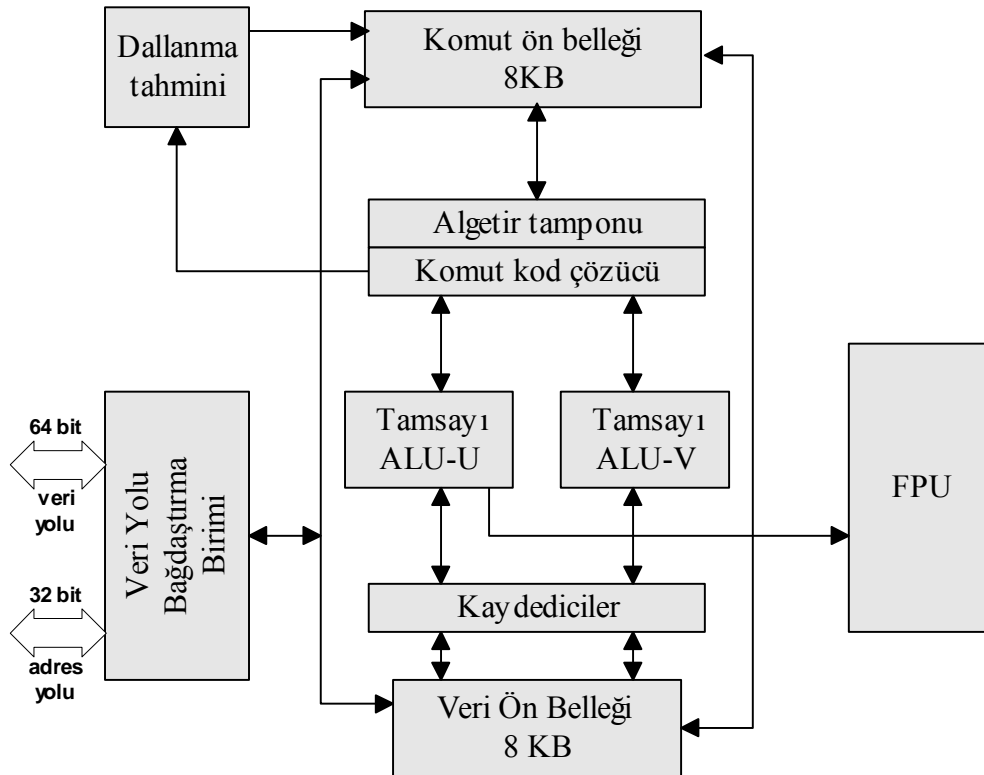 Dallanma
tahmini
Komut ön belleği
8KB
Algetir tamponu
Komut kod çözücü
Tamsayı
ALU-U
Tamsayı
ALU-V
FPU
64 bit
veri
yolu
32 bit
adres
yolu
Veri Yolu
Bağdaştırma
Birimi
Kaydediciler
Veri Ön Belleği
8 KB